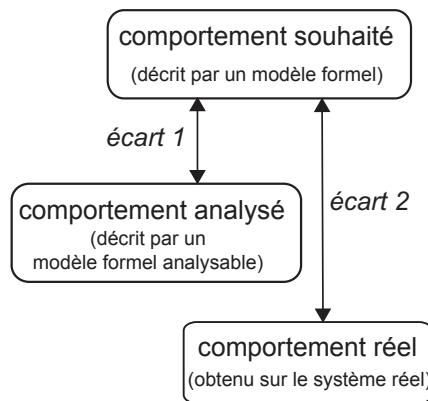 comportement souhaité
(décrit par un modèle formel)
écart 1
écart 2
comportement analysé
(décrit par un
modèle formel analysable)
comportement réel
(obtenu sur le système réel)